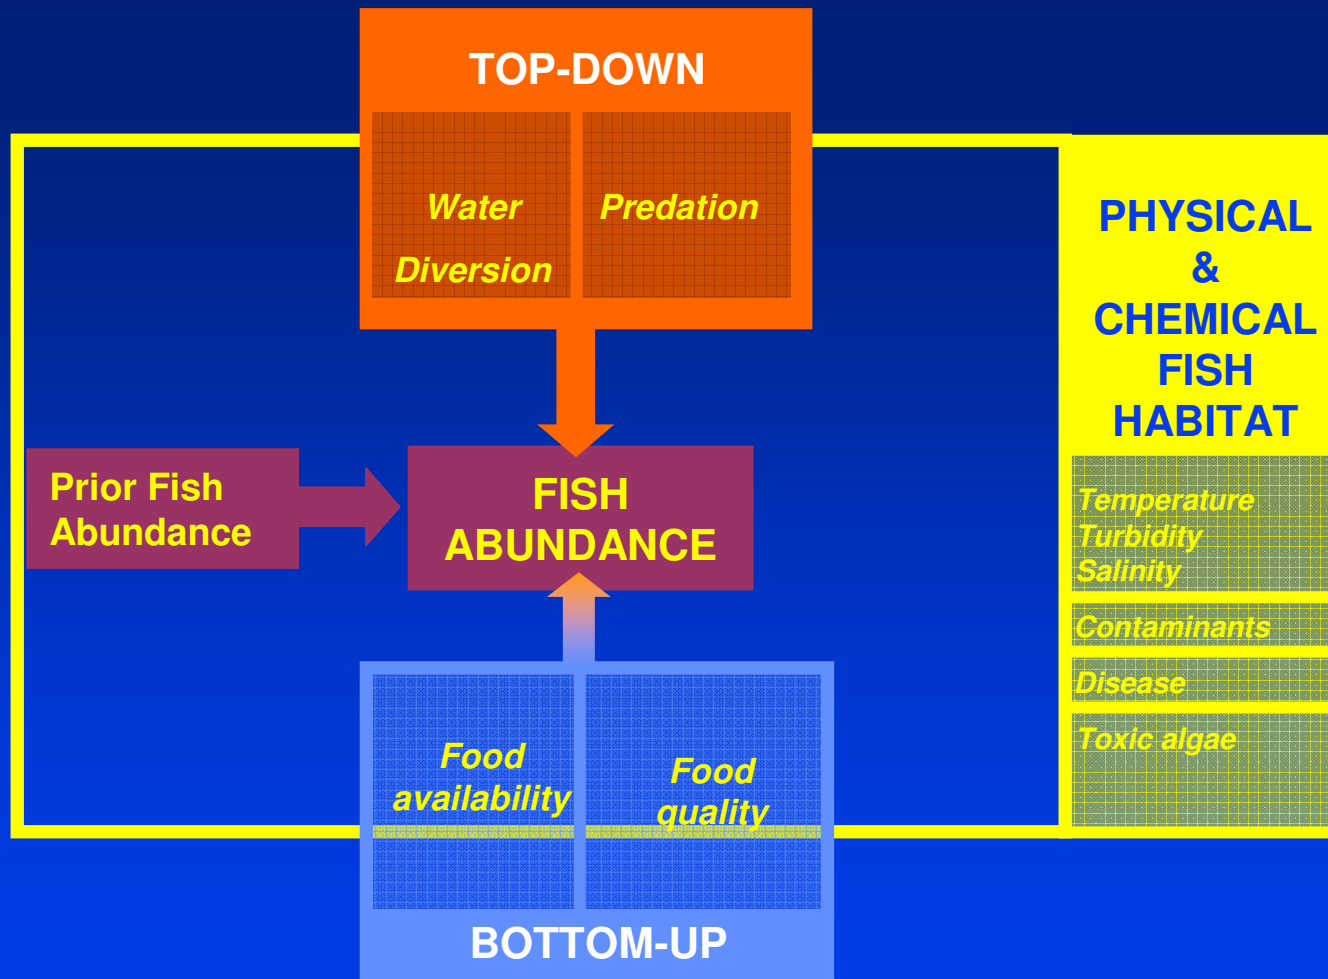 TOP-DOWN
Water
Diversion
Predation
PHYSICAL
&
CHEMICAL
FISH
HABITAT
Prior Fish
Abundance
FISH
ABUNDANCE
Temperature
Turbidity
Salinity
Contaminants
Disease
Toxic algae
Food
availability
Food
quality
BOTTOM-UP